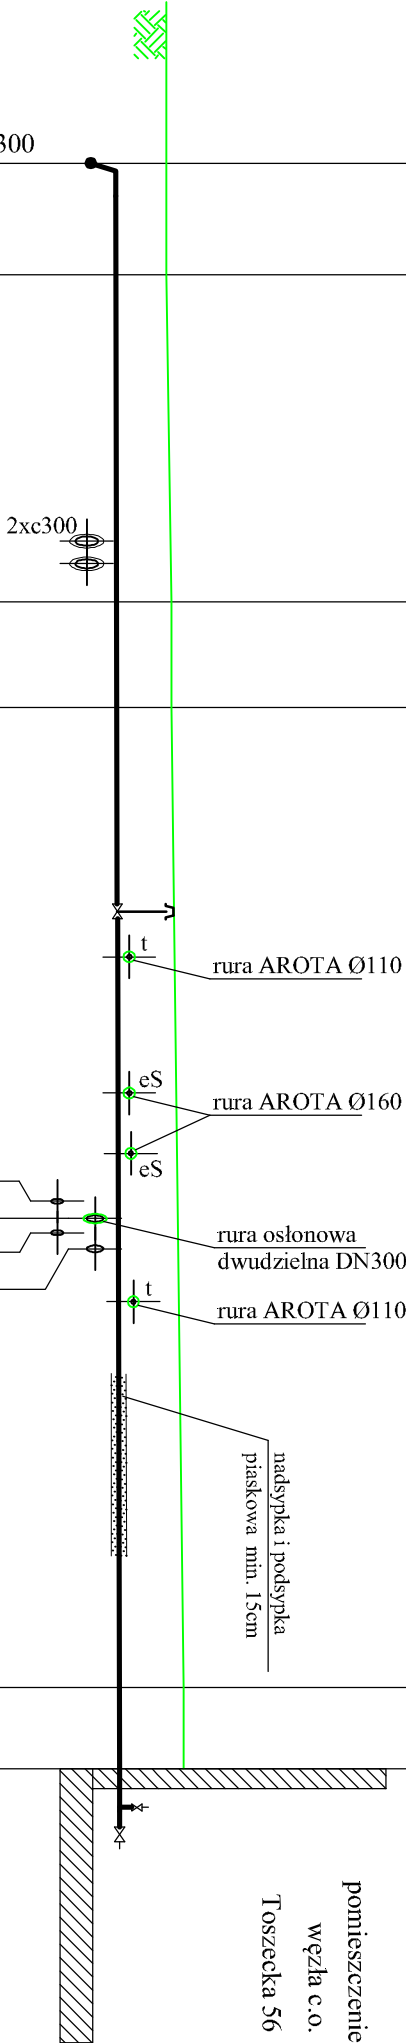 300
2xc300
t
rura AROTA Ø110
eS
rura AROTA Ø160
eS
rura osłonowa
dwudzielna DN300
t
rura AROTA Ø110
nadsypka i podsypka
piaskowa min. 15cm
pomieszczenie
węzła c.o.
Toszecka 56